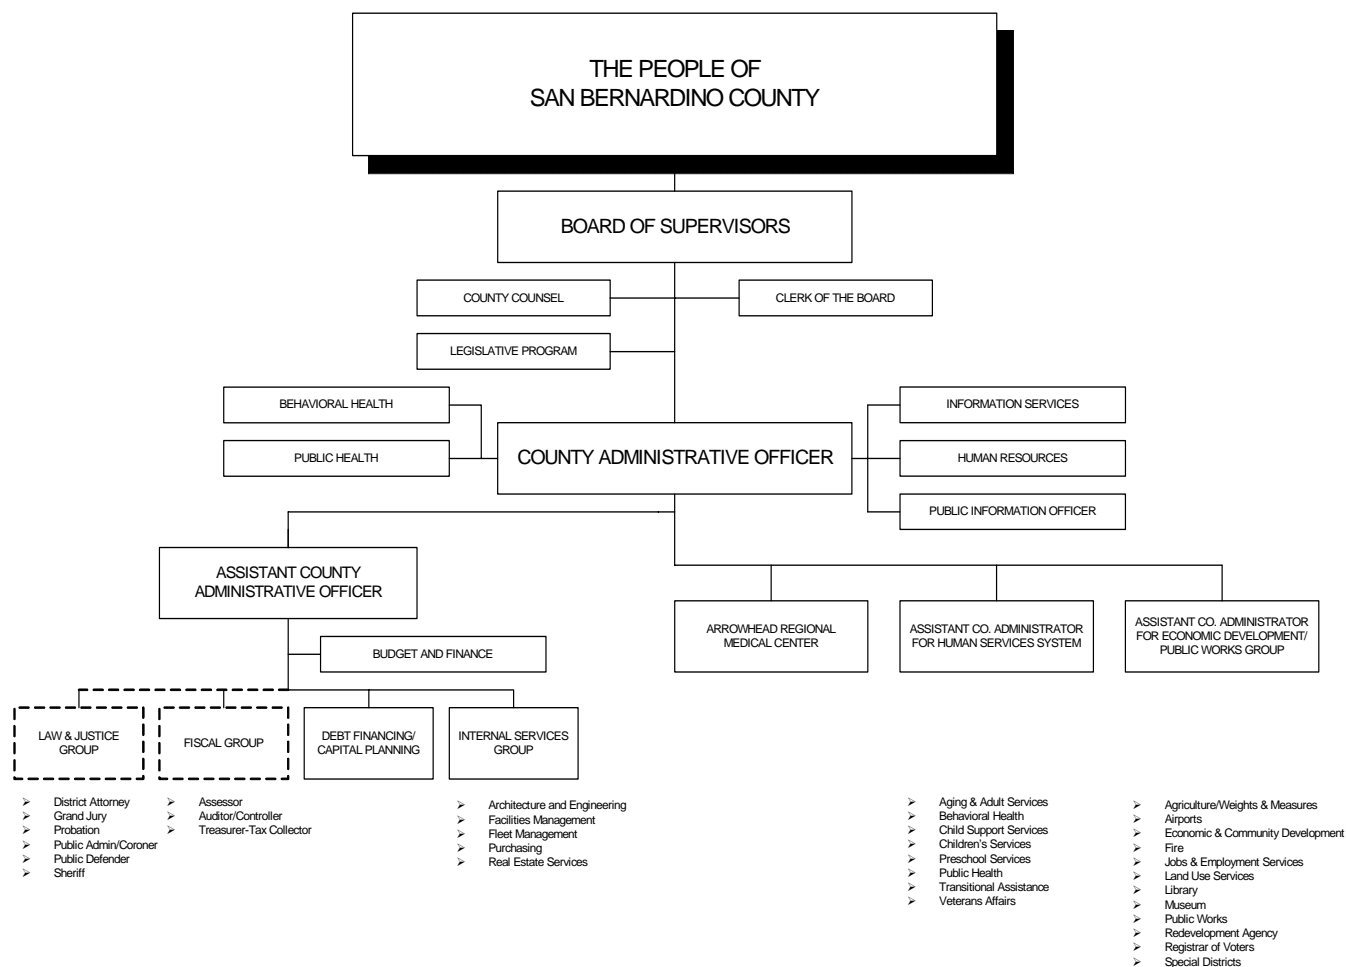 THE PEOPLE OF
SAN BERNARDINO COUNTY
BOARD OF SUPERVISORS
COUNTY COUNSEL
CLERK OF THE BOARD
LEGISLATIVE PROGRAM
BEHAVIORAL HEALTH
INFORMATION SERVICES
PUBLIC HEALTH
COUNTY ADMINISTRATIVE OFFICER
HUMAN RESOURCES
PUBLIC INFORMATION OFFICER
ASSISTANT COUNTY
ADMINISTRATIVE OFFICER
BUDGET AND FINANCE
ARROWHEAD REGIONAL
MEDICAL CENTER
ASSISTANT CO. ADMINISTRATOR
FOR HUMAN SERVICES SYSTEM
ASSISTANT CO. ADMINISTRATOR
FOR ECONOMIC DEVELOPMENT/
PUBLIC WORKS GROUP
LAW & JUSTICE
GROUP
FISCAL GROUP
DEBT FINANCING/
CAPITAL PLANNING
INTERNAL SERVICES
GROUP
➢ District Attorney
➢ Grand Jury
➢ Probation
➢ Public Admin/Coroner
➢ Public Defender
➢ Sheriff
➢ Assessor
➢ Auditor/Controller
➢ Treasurer-Tax Collector
➢ Architecture and Engineering
➢ Facilities Management
➢ Fleet Management
➢ Purchasing
➢ Real Estate Services
➢ Aging & Adult Services
➢ Behavioral Health
➢ Child Support Services
➢ Children's Services
➢ Preschool Services
➢ Public Health
➢ Transitional Assistance
➢ Veterans Affairs
➢ Agriculture/Weights & Measures
➢ Airports
➢ Economic & Community Development
➢ Fire
➢ Jobs & Employment Services
➢ Land Use Services
➢ Library
➢ Museum
➢ Public Works
➢ Redevelopment Agency
➢ Registrar of Voters
➢ Special Districts